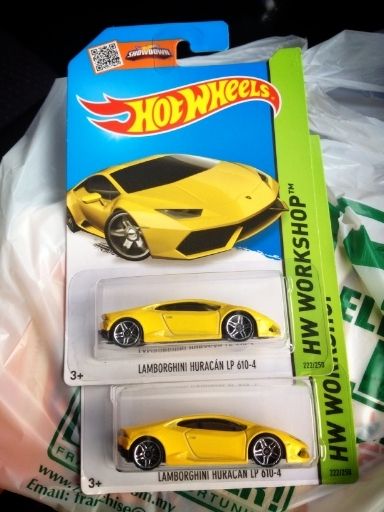 SHOWDOWN
HOT WHEELS
HW WORKSHOP™
222/250
LAMBORGHINI HURACÁN LP 610-4
3+
HW WORKSHOP
222/250
LAMBORGHINI HURACÁN LP 610-4
3+
Email: